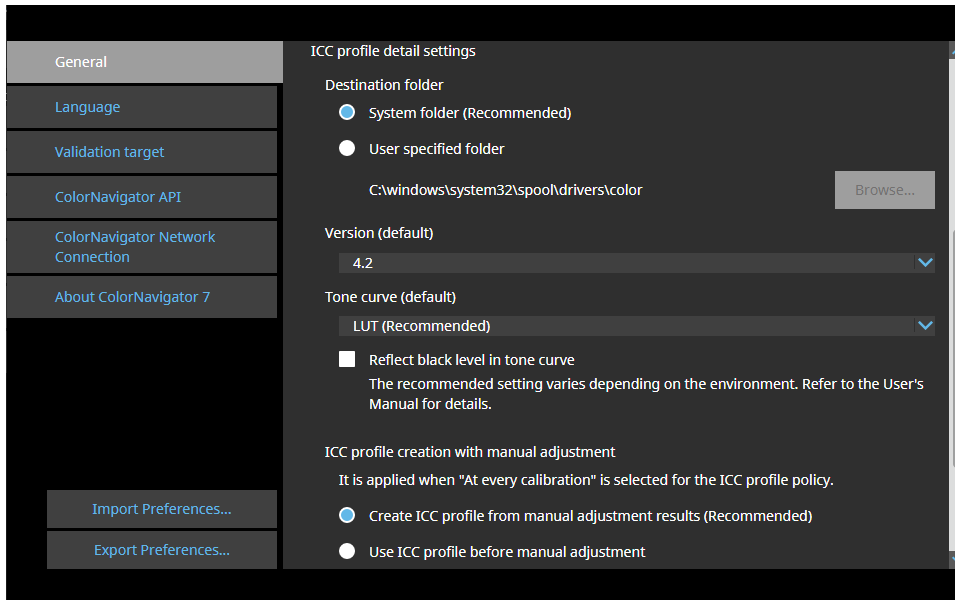 General
Language
Validation target
ColorNavigator API
ColorNavigator Network
Connection
About ColorNavigator 7
Import Preferences...
Export Preferences...
ICC profile detail settings
Destination folder
System folder (Recommended)
User specified folder
C:\windows\system32\spool\drivers\color
Browse...
Version (default)
4.2
Tone curve (default)
LUT (Recommended)
Reflect black level in tone curve
The recommended setting varies depending on the environment. Refer to the User's
Manual for details.
ICC profile creation with manual adjustment
It is applied when "At every calibration" is selected for the ICC profile policy.
Create ICC profile from manual adjustment results (Recommended)
Use ICC profile before manual adjustment